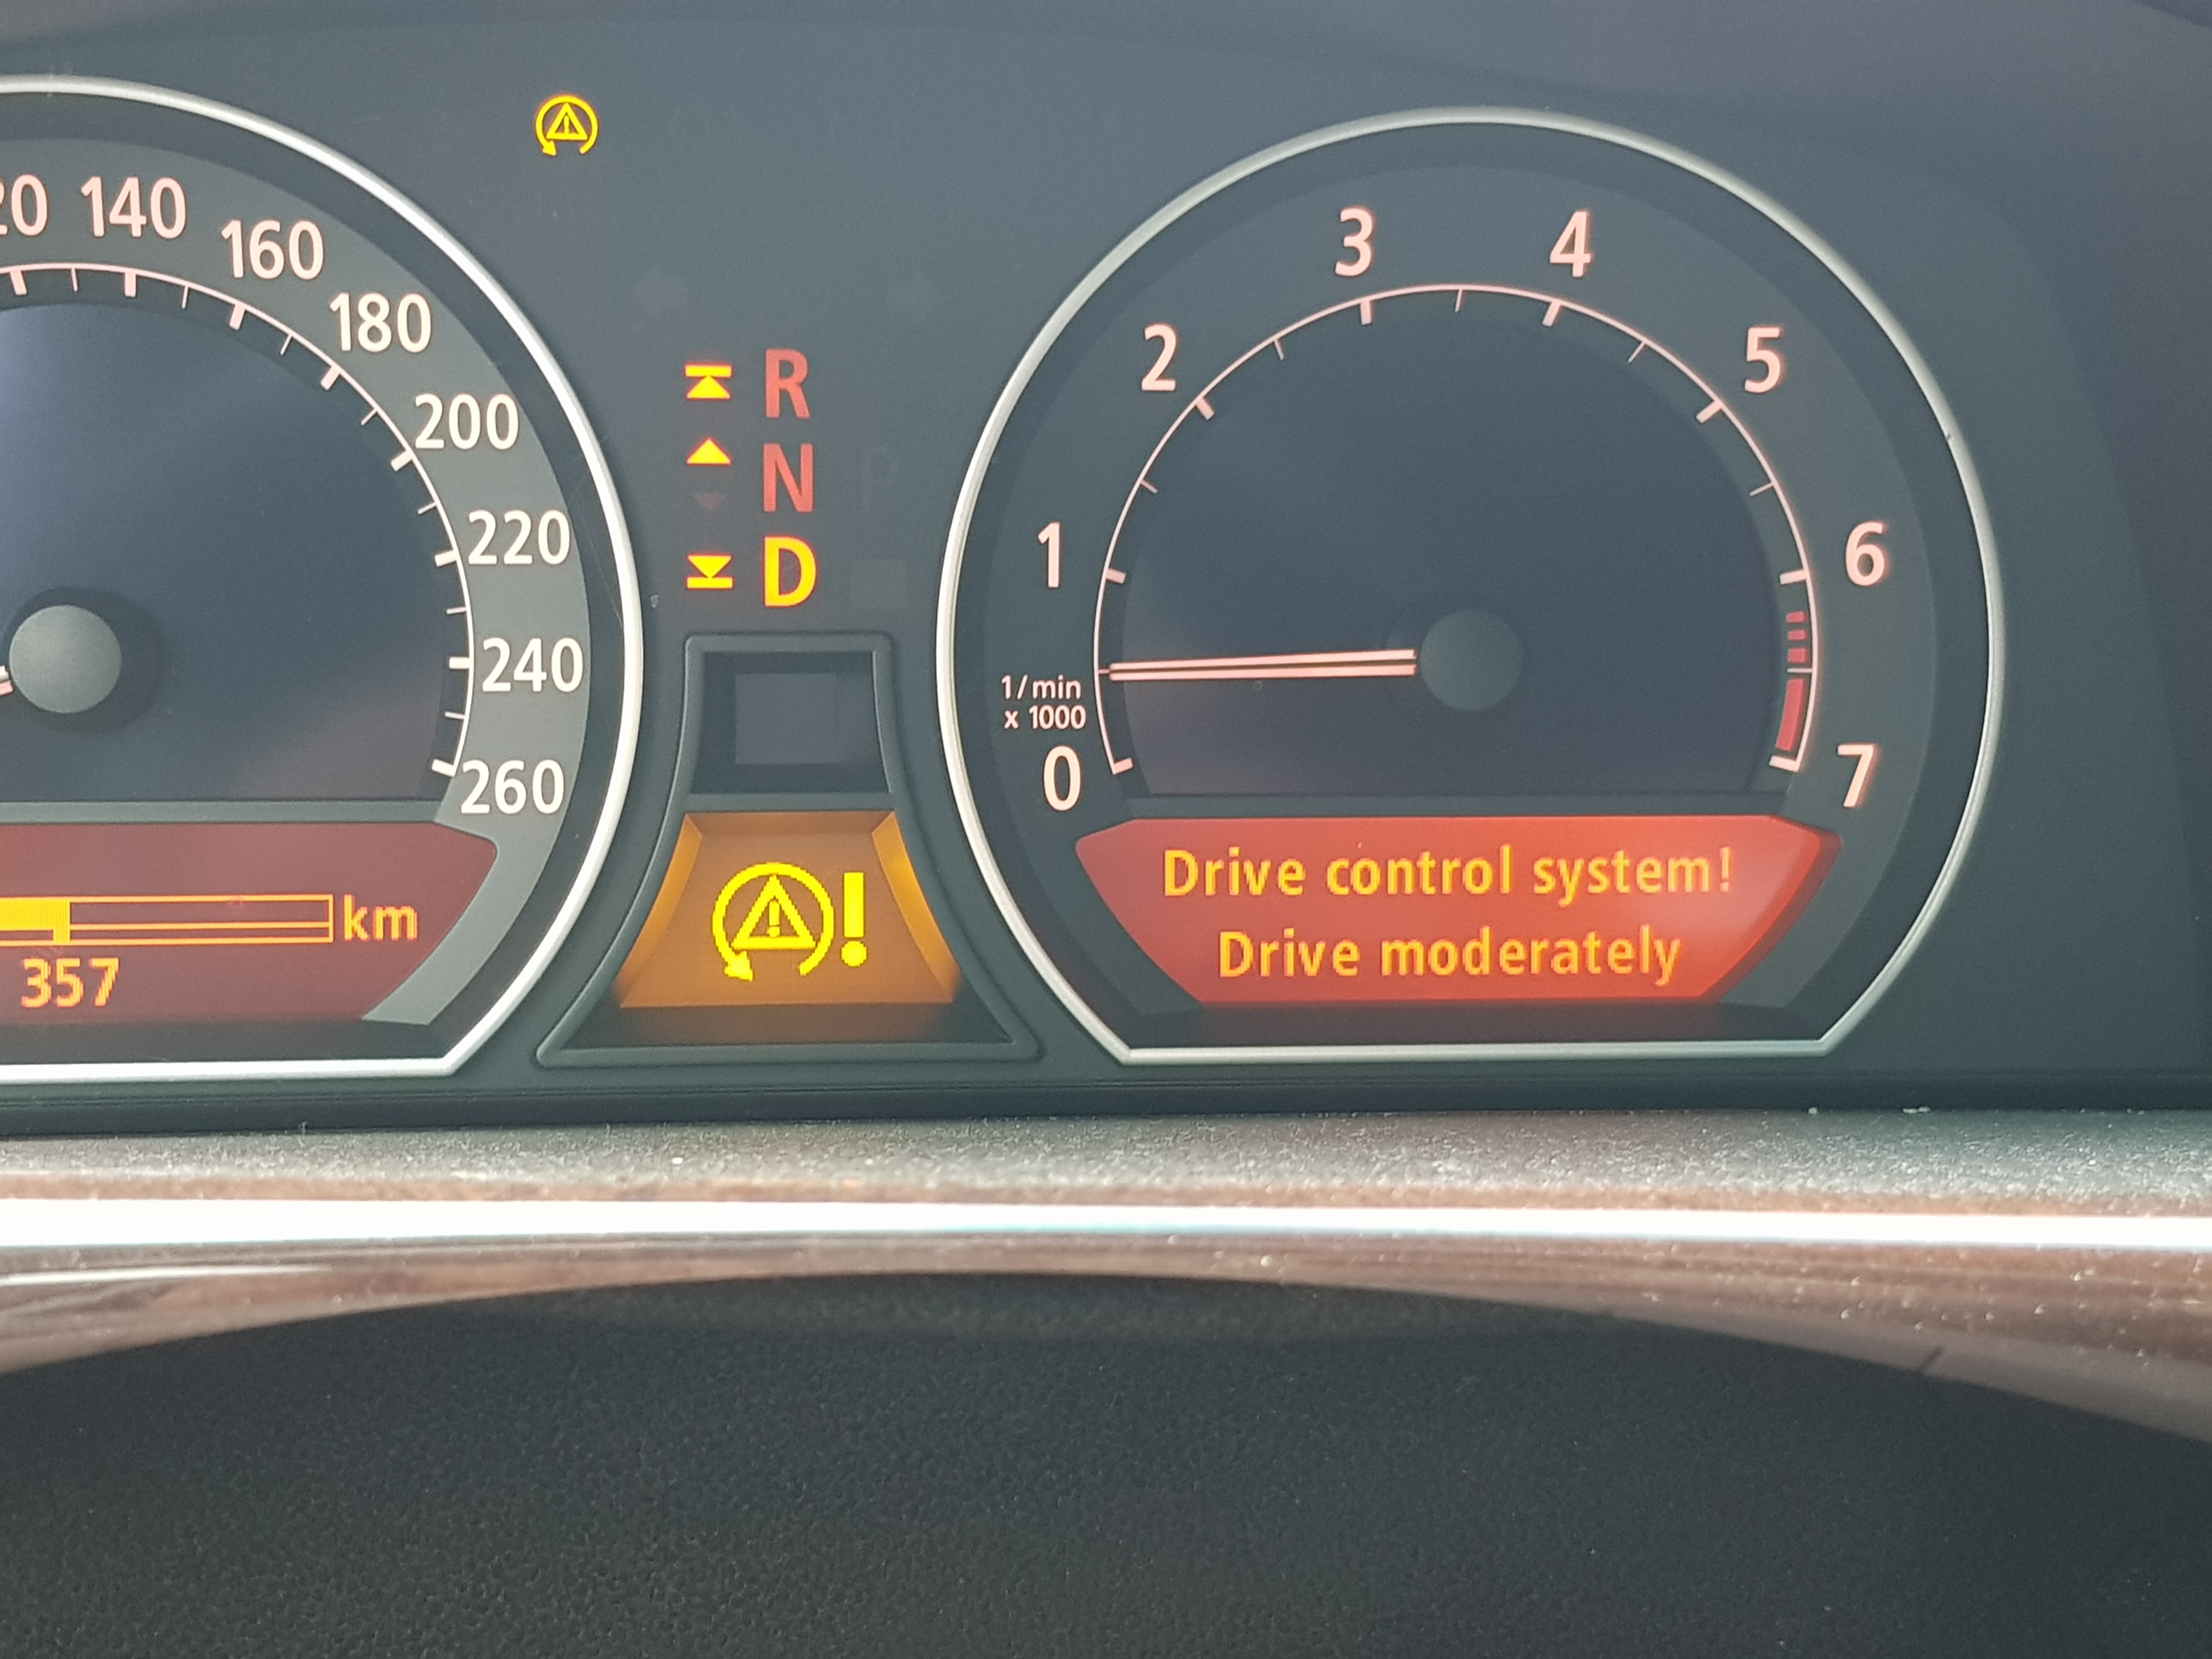 140
160
180
200
220
240
260
km
357
R
N
P
D
!
1
2
3
4
5
6
7
1/min
x 1000
0
Drive control system!
Drive moderately